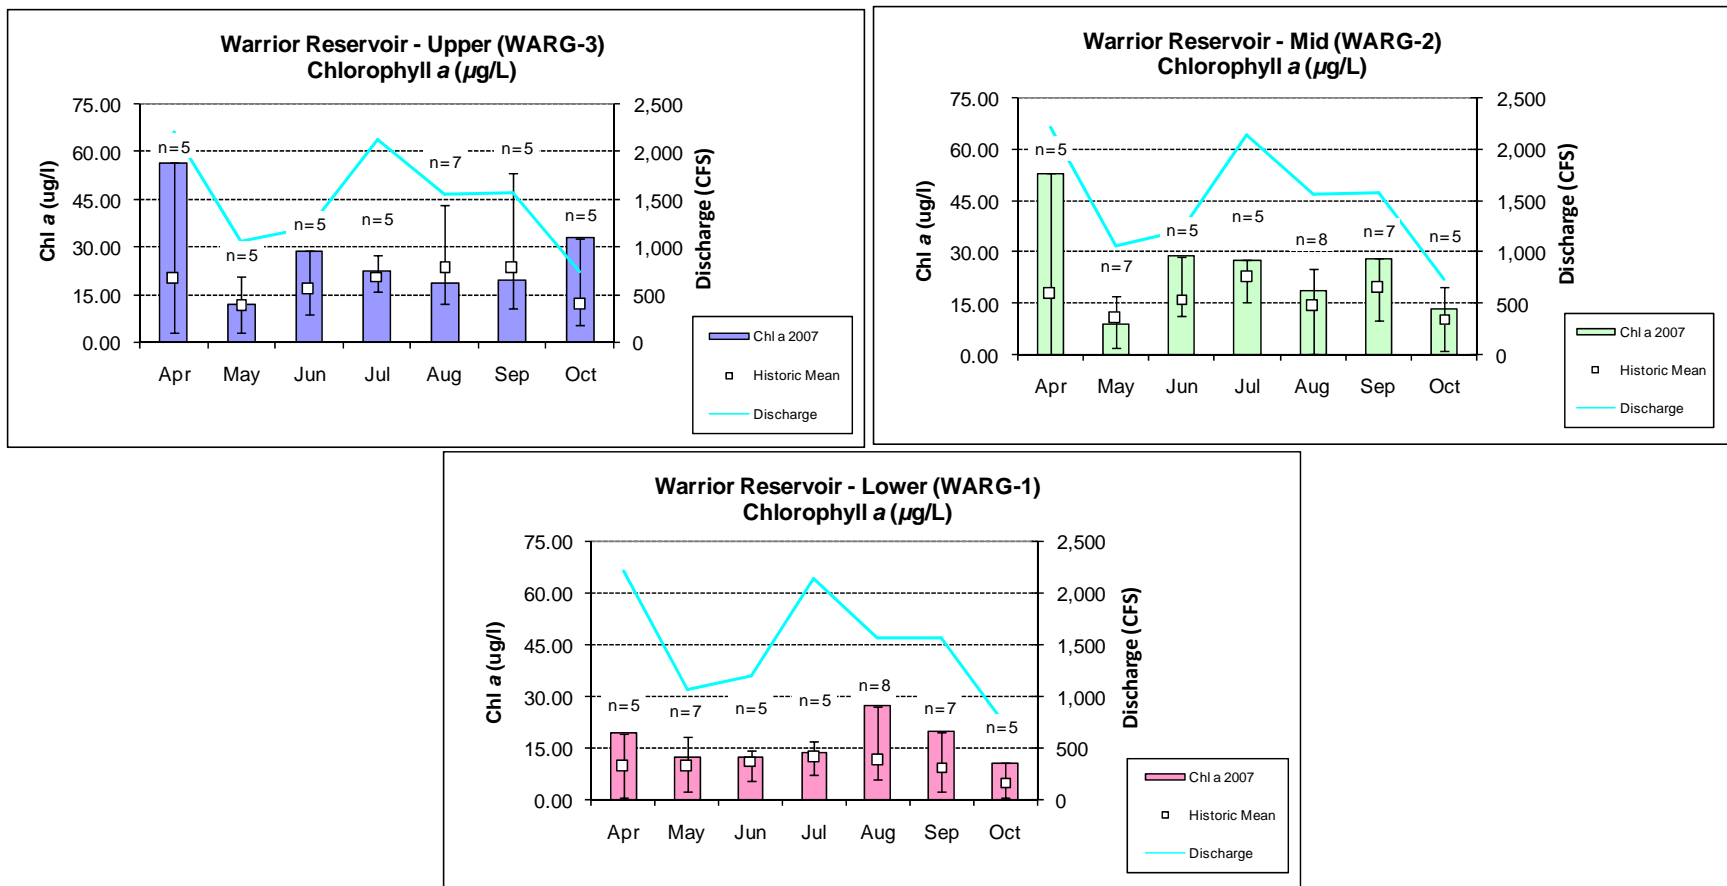 Warrior Reservoir - Upper (WARG-3)
Chlorophyll a (µg/L)
Chl a (ug/l)
75.00
60.00
45.00
30.00
15.00
0.00
2,500
2,000
1,500
1,000
500
0
Discharge (CFS)
n=5
n=5
n=5
n=5
n=7
n=5
n=5
Apr May Jun Jul Aug Sep Oct
Chl a 2007
Historic Mean
Discharge
Warrior Reservoir - Mid (WARG-2)
Chlorophyll a (µg/L)
Chl a (ug/l)
75.00
60.00
45.00
30.00
15.00
0.00
2,500
2,000
1,500
1,000
500
0
Discharge (CFS)
n=5
n=7
n=5
n=5
n=8
n=7
n=5
Apr May Jun Jul Aug Sep Oct
Chl a 2007
Historic Mean
Discharge
Warrior Reservoir - Lower (WARG-1)
Chlorophyll a (µg/L)
Chl a (ug/l)
75.00
60.00
45.00
30.00
15.00
0.00
2,500
2,000
1,500
1,000
500
0
Discharge (CFS)
n=5
n=7
n=5
n=5
n=8
n=7
n=5
Apr May Jun Jul Aug Sep Oct
Chl a 2007
Historic Mean
Discharge